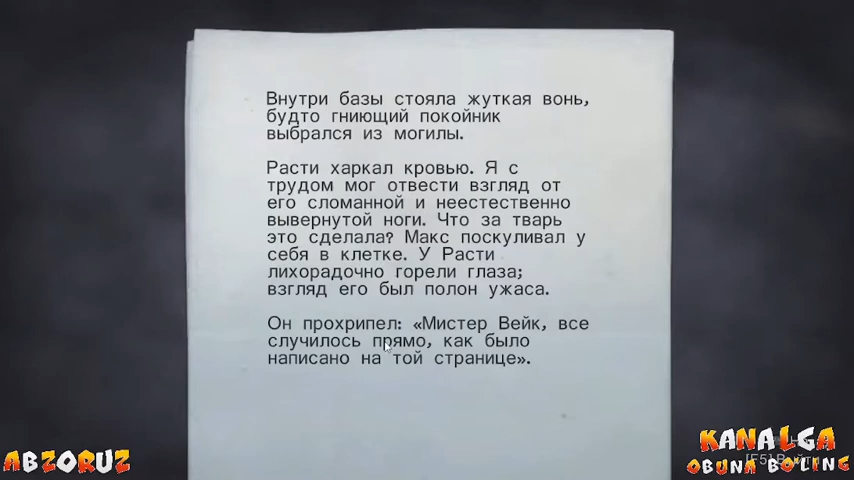 Внутри базы стояла жуткая вонь,
будто гниющий покойник
выбрался из могилы.
Расти харкал кровью. Я с
трудом мог отвести взгляд от
его сломанной и неестественно
вывернутой ноги. Что за тварь
это сделала? Макс поскуливал у
себя в клетке. У Расти
лихорадочно горели глаза;
взгляд его был полон ужаса.
Он прохрипел: «Мистер Вейк, все
случилось прямо, как было
написано на той странице».
ABZORUZ
KANALGA
OBUNA BOLING
[F5]